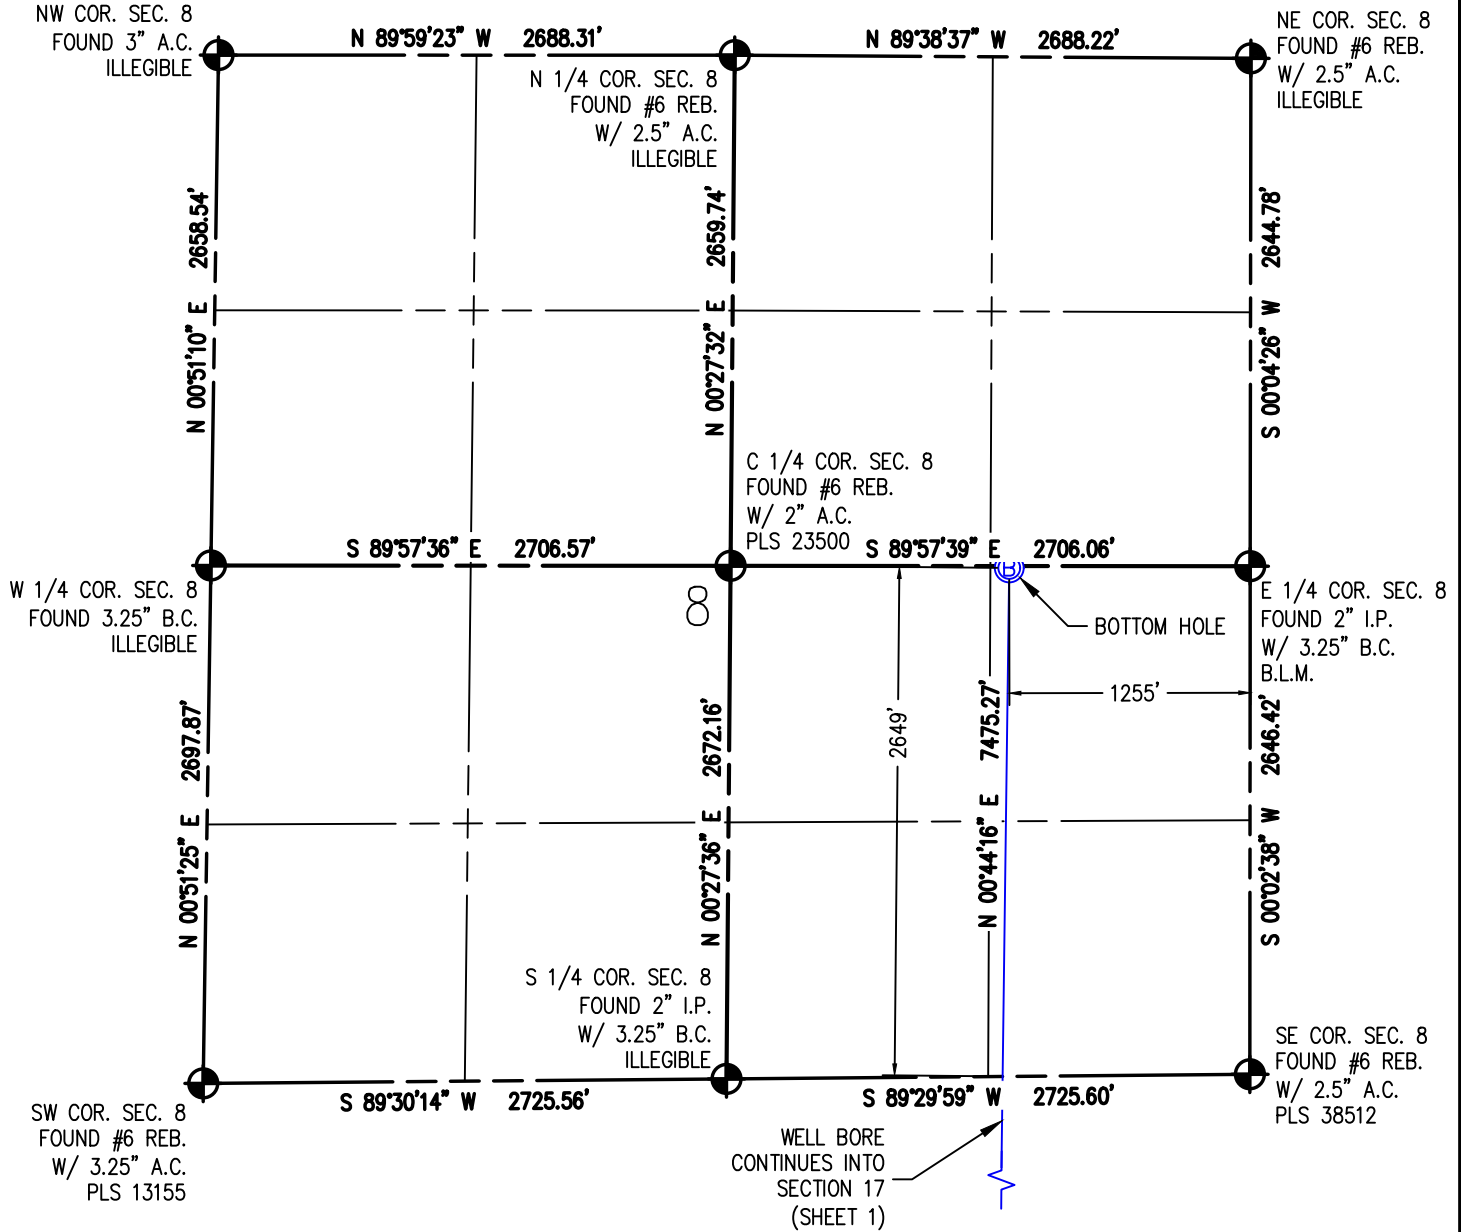 NW COR. SEC. 8
FOUND 3" A.C.
ILLEGIBLE
N 89°59'23" W 2688.31'
N 1/4 COR. SEC. 8
FOUND #6 REB.
W/ 2.5" A.C.
ILLEGIBLE
N 89°38'37" W 2688.22'
NE COR. SEC. 8
FOUND #6 REB.
W/ 2.5" A.C.
ILLEGIBLE
N 00°51'10" E 2658.54'
N 00°27'32" E 2659.74'
S 00°04'26" W 2644.78'
C 1/4 COR. SEC. 8
FOUND #6 REB.
W/ 2" A.C.
PLS 23500
S 89°57'36" E 2706.57'
S 89°57'39" E 2706.06'
W 1/4 COR. SEC. 8
FOUND 3.25" B.C.
ILLEGIBLE
8
B
BOTTOM HOLE
E 1/4 COR. SEC. 8
FOUND 2" I.P.
W/ 3.25" B.C.
B.L.M.
1255'
2649'
N 00°51'25" E 2697.87'
N 00°27'36" E 2672.16'
N 00°44'16" E 7475.27'
S 00°02'38" W 2646.42'
S 1/4 COR. SEC. 8
FOUND 2" I.P.
W/ 3.25" B.C.
ILLEGIBLE
SE COR. SEC. 8
FOUND #6 REB.
W/ 2.5" A.C.
PLS 38512
S 89°30'14" W 2725.56'
S 89°29'59" W 2725.60'
SW COR. SEC. 8
FOUND #6 REB.
W/ 3.25" A.C.
PLS 13155
WELL BORE
CONTINUES INTO
SECTION 17
(SHEET 1)